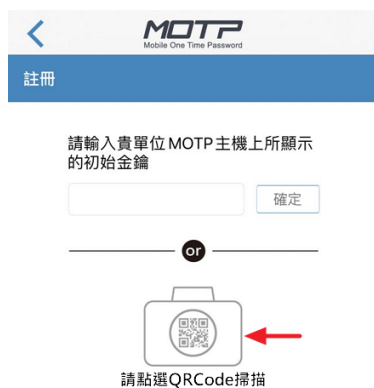 MOTP
Mobile One Time Password
註冊
請輸入貴單位MOTP主機上所顯示
的初始金鑰
確定
or
請點選QRCode掃描